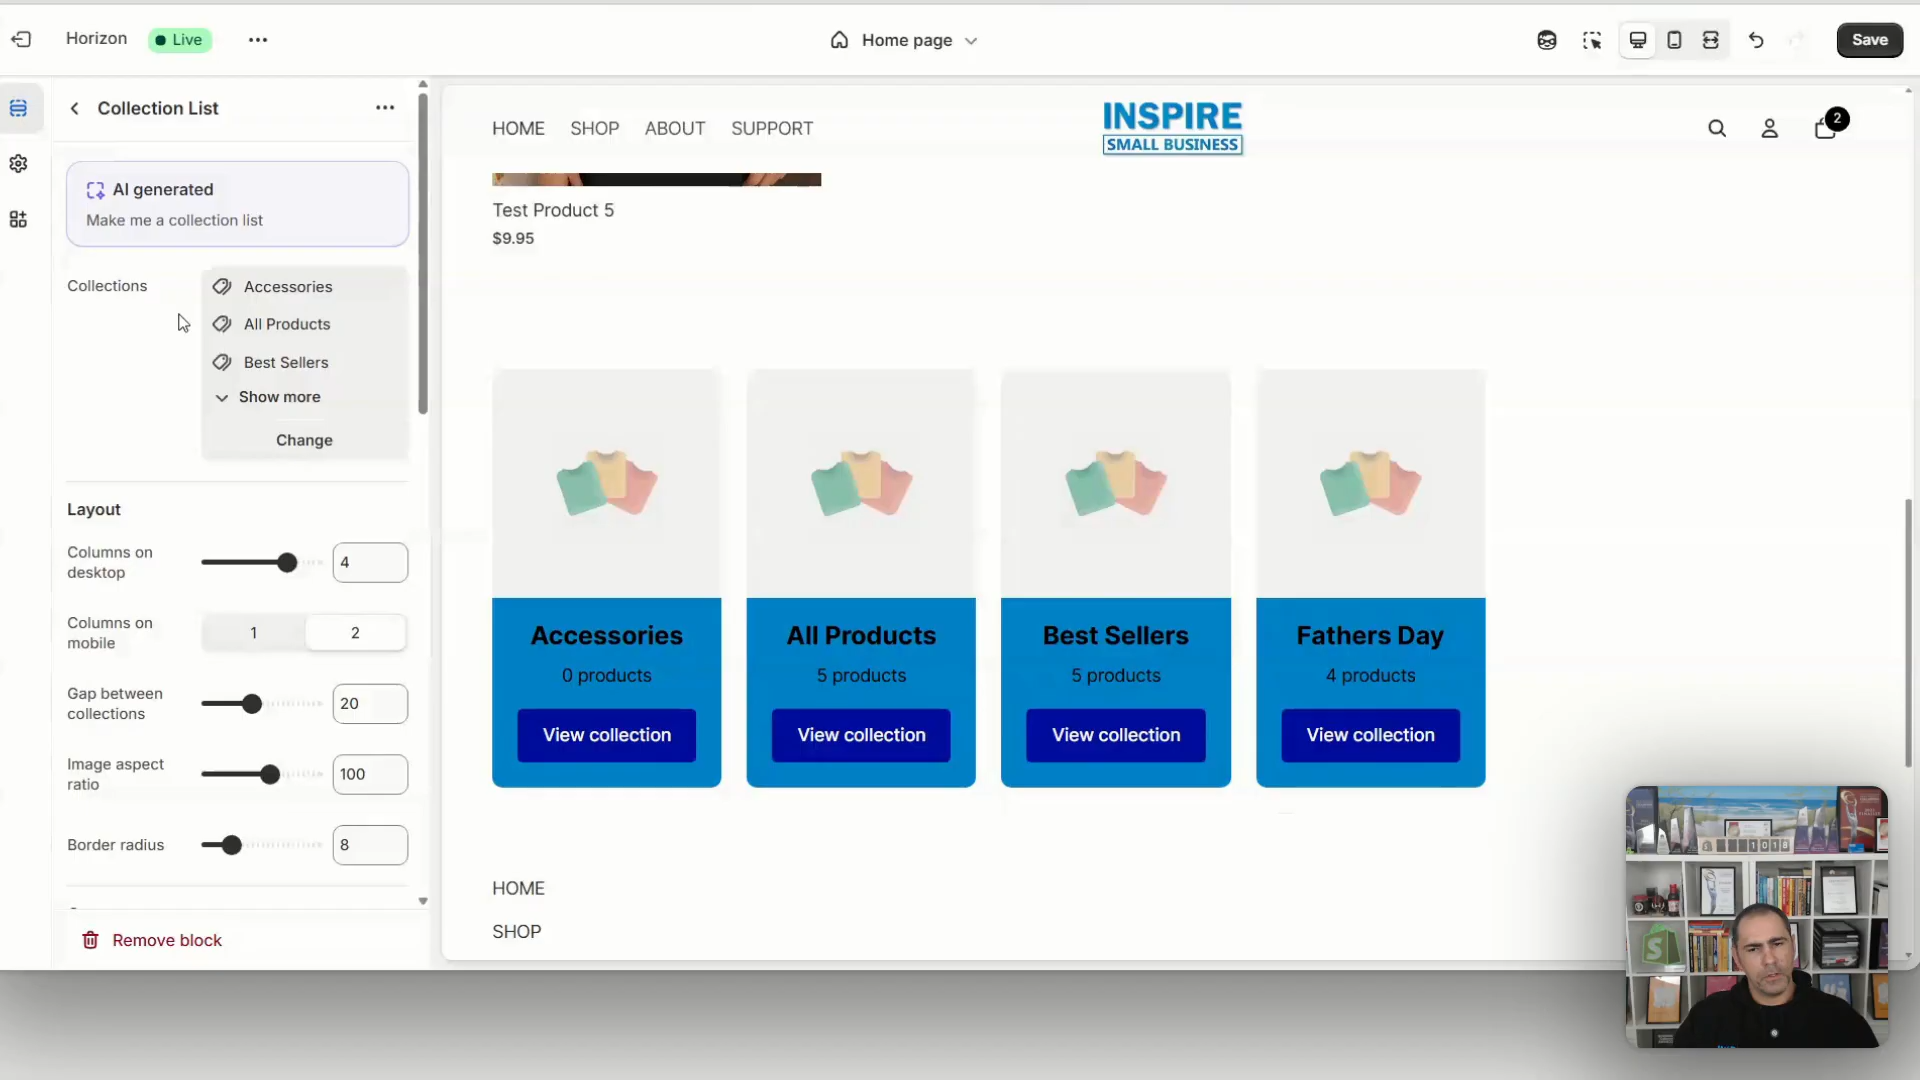 Horizon
Live
Home page
Save
Collection List
AI generated
Make me a collection list
Collections
Accessories
All Products
Best Sellers
Show more
Change
Layout
Columns on
desktop
4
Columns on
mobile
1
2
Gap between
collections
20
Image aspect
ratio
100
Border radius
8
Remove block
HOME
SHOP
ABOUT
SUPPORT
INSPIRE
SMALL BUSINESS
2
Test Product 5
$9.95
Accessories
0 products
View collection
All Products
5 products
View collection
Best Sellers
5 products
View collection
Fathers Day
4 products
View collection
HOME
SHOP